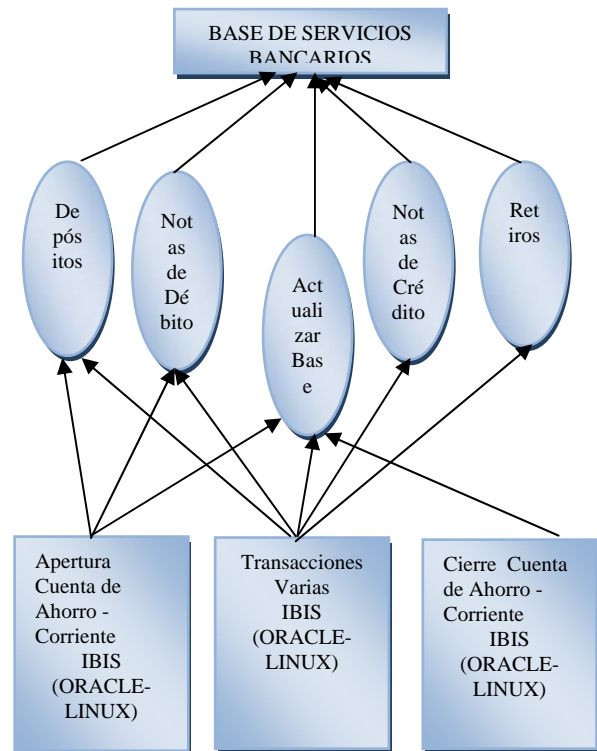 BASE DE SERVICIOS
BANCARIOS
De
pós
itos
Not
as
de
Dé
bito
Act
uali
zar
Bas
e
Not
as
de
Cré
dito
Ret
iros
Apertura
Cuenta de
Ahorro -
Corriente
IBIS
(ORACLE-
LINUX)
Transacciones
Varias
IBIS
(ORACLE-
LINUX)
Cierre Cuenta
de Ahorro -
Corriente
IBIS
(ORACLE-
LINUX)